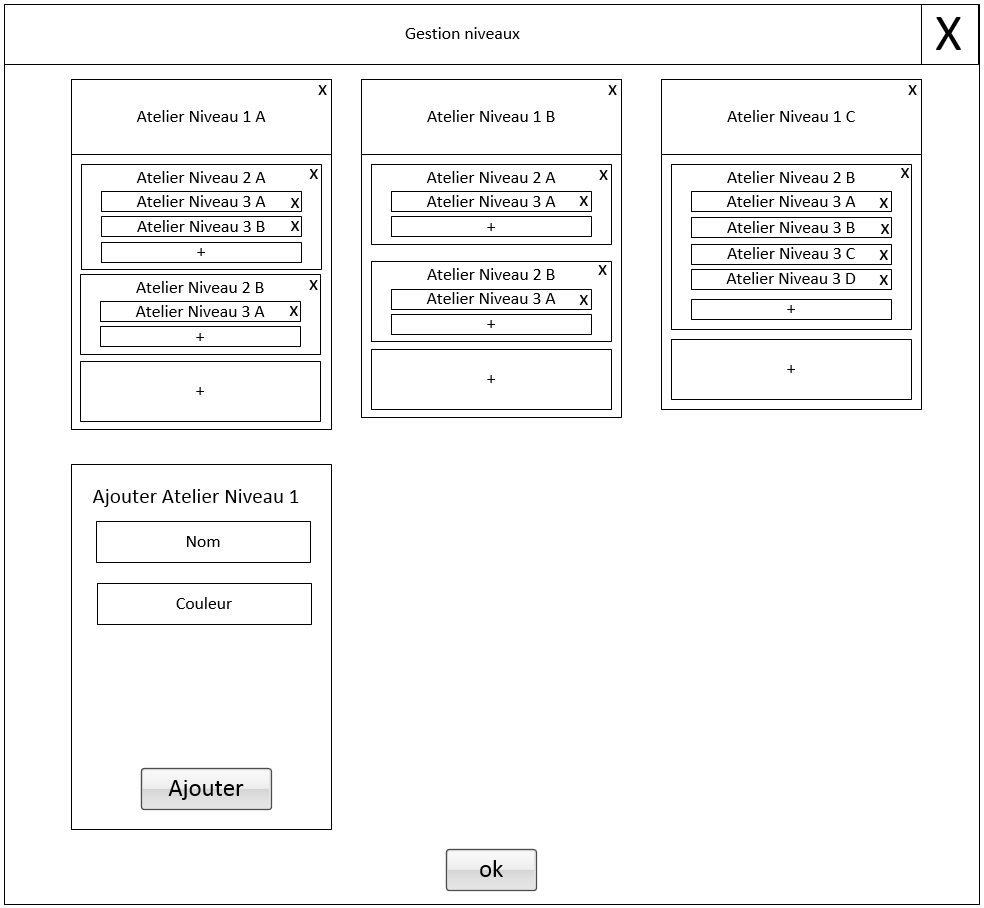 Gestion niveaux
X
X
Atelier Niveau 1 A
X
Atelier Niveau 2 A
Atelier Niveau 3 A X
Atelier Niveau 3 B X
+
X
Atelier Niveau 2 B
Atelier Niveau 3 A X
+
+
X
Atelier Niveau 1 B
X
Atelier Niveau 2 A
Atelier Niveau 3 A X
+
X
Atelier Niveau 2 B
Atelier Niveau 3 A X
+
+
X
Atelier Niveau 1 C
X
Atelier Niveau 2 B
Atelier Niveau 3 A X
Atelier Niveau 3 B X
Atelier Niveau 3 C X
Atelier Niveau 3 D X
+
+
Ajouter Atelier Niveau 1
Nom
Couleur
Ajouter
ok